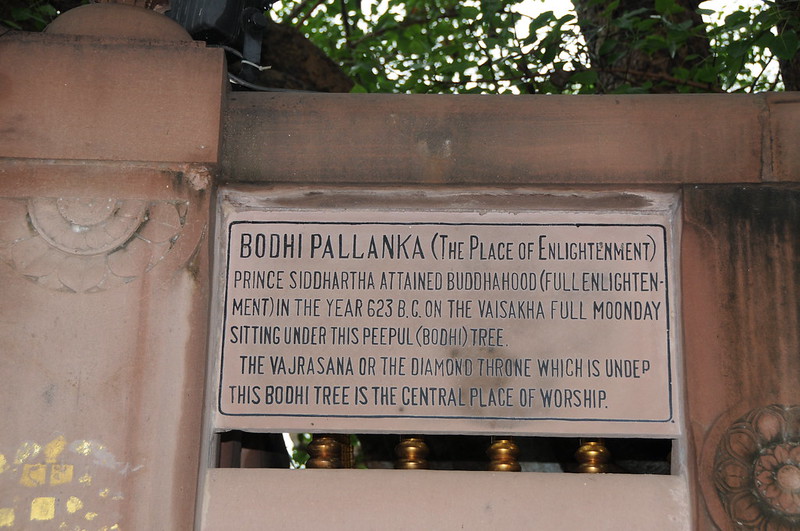 BODHI PALLANKA (THE PLACE OF ENLIGHTENMENT)
PRINCE SIDDHARTHA ATTAINED BUDDHAHOOD (FULL ENLIGHTEN-
MENT) IN THE YEAR 623 B.C. ON THE VAISAKHA FULL MOONDAY
SITTING UNDER THIS PEEPUL (BODHI) TREE.
THE VAJRASANA OR THE DIAMOND THRONE WHICH IS UNDER
THIS BODHI TREE IS THE CENTRAL PLACE OF WORSHIP.